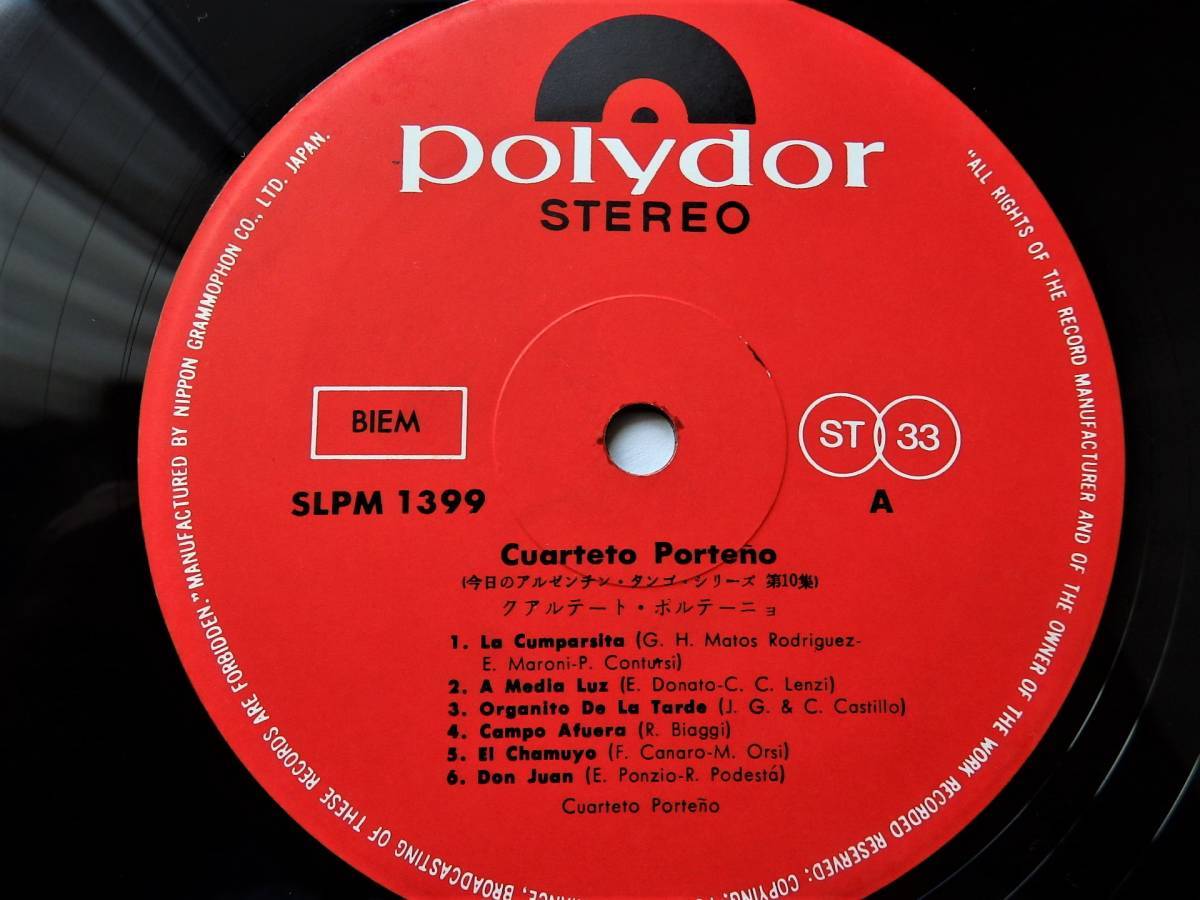 polydor
STEREO
BIEM
ST 33
SLPM 1399
A
Cuarteto Porteño
(今日のアルゼンチン・タンゴ・シリーズ 第10集)
クアルテート・ポルテーニョ
1. La Cumparsita (G. H. Matos Rodriguez-
E. Maroni-P. Contursi)
2. A Media Luz (E. Donato-C. C. Lenzi)
3. Organito De La Tarde (J. G. & C. Castillo)
4. Campo Afuera (R. Biaggi)
5. El Chamuyo (F. Canaro-M. Orsi)
6. Don Juan (E. Ponzio-R. Podestá)
Cuarteto Porteño
"ALL RIGHTS OF THE RECORD MANUFACTURER AND OF THE OWNER OF THE WORK RECORDED RESERVED: COPYING,
BROADCASTING OF THESE RECORDS ARE FORBIDDEN." MANUFACTURED BY NIPPON GRAMMOPHON CO., LTD. JAPAN.